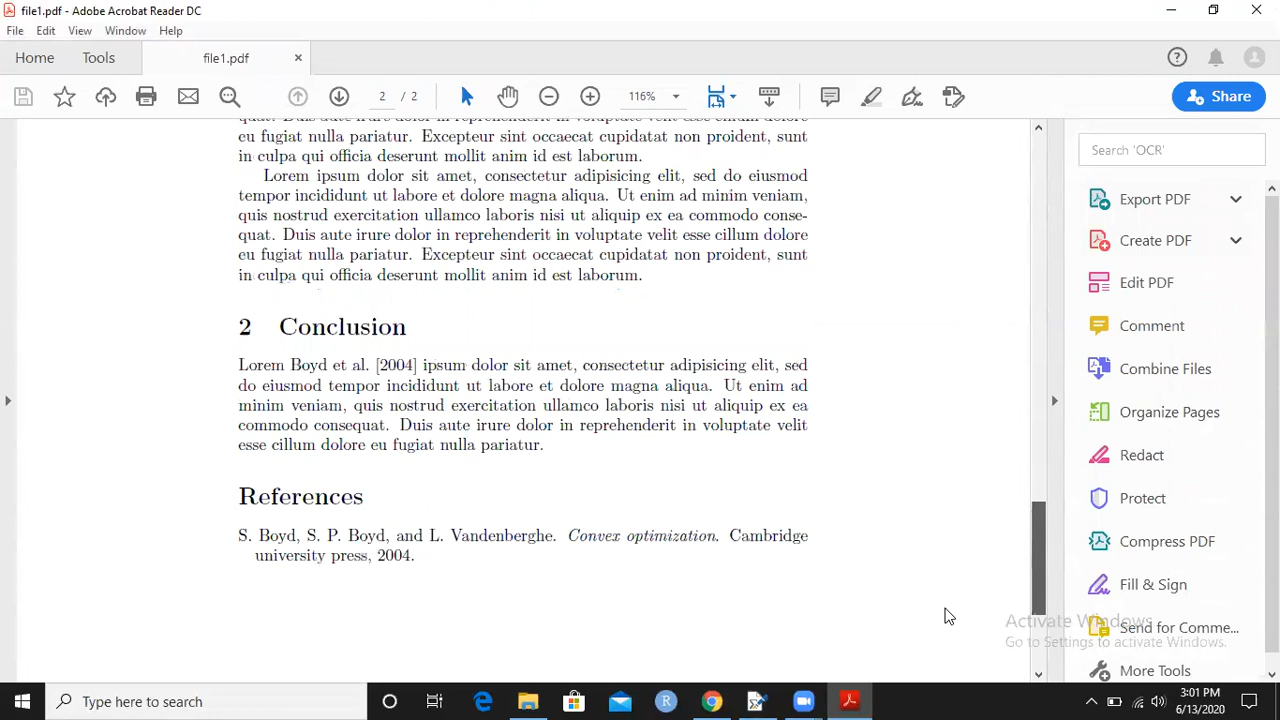 file1.pdf - Adobe Acrobat Reader DC
File Edit View Window Help
Home Tools file1.pdf
2 / 2 116% Share
quat. Duis aute irure dolor in reprehenderit in voluptate velit esse cillum dolore
eu fugiat nulla pariatur. Excepteur sint occaecat cupidatat non proident, sunt
in culpa qui officia deserunt mollit anim id est laborum.
Lorem ipsum dolor sit amet, consectetur adipisicing elit, sed do eiusmod
tempor incididunt ut labore et dolore magna aliqua. Ut enim ad minim veniam,
quis nostrud exercitation ullamco laboris nisi ut aliquip ex ea commodo conse-
quat. Duis aute irure dolor in reprehenderit in voluptate velit esse cillum dolore
eu fugiat nulla pariatur. Excepteur sint occaecat cupidatat non proident, sunt
in culpa qui officia deserunt mollit anim id est laborum.
2 Conclusion
Lorem Boyd et al. [2004] ipsum dolor sit amet, consectetur adipisicing elit, sed
do eiusmod tempor incididunt ut labore et dolore magna aliqua. Ut enim ad
minim veniam, quis nostrud exercitation ullamco laboris nisi ut aliquip ex ea
commodo consequat. Duis aute irure dolor in reprehenderit in voluptate velit
esse cillum dolore eu fugiat nulla pariatur.
References
S. Boyd, S. P. Boyd, and L. Vandenberghe. Convex optimization. Cambridge
university press, 2004.
Search 'OCR'
Export PDF
Create PDF
Edit PDF
Comment
Combine Files
Organize Pages
Redact
Protect
Compress PDF
Fill & Sign
Send for Comme...
More Tools
Activate Windows
Go to Settings to activate Windows.
Type here to search
3:01 PM
6/13/2020